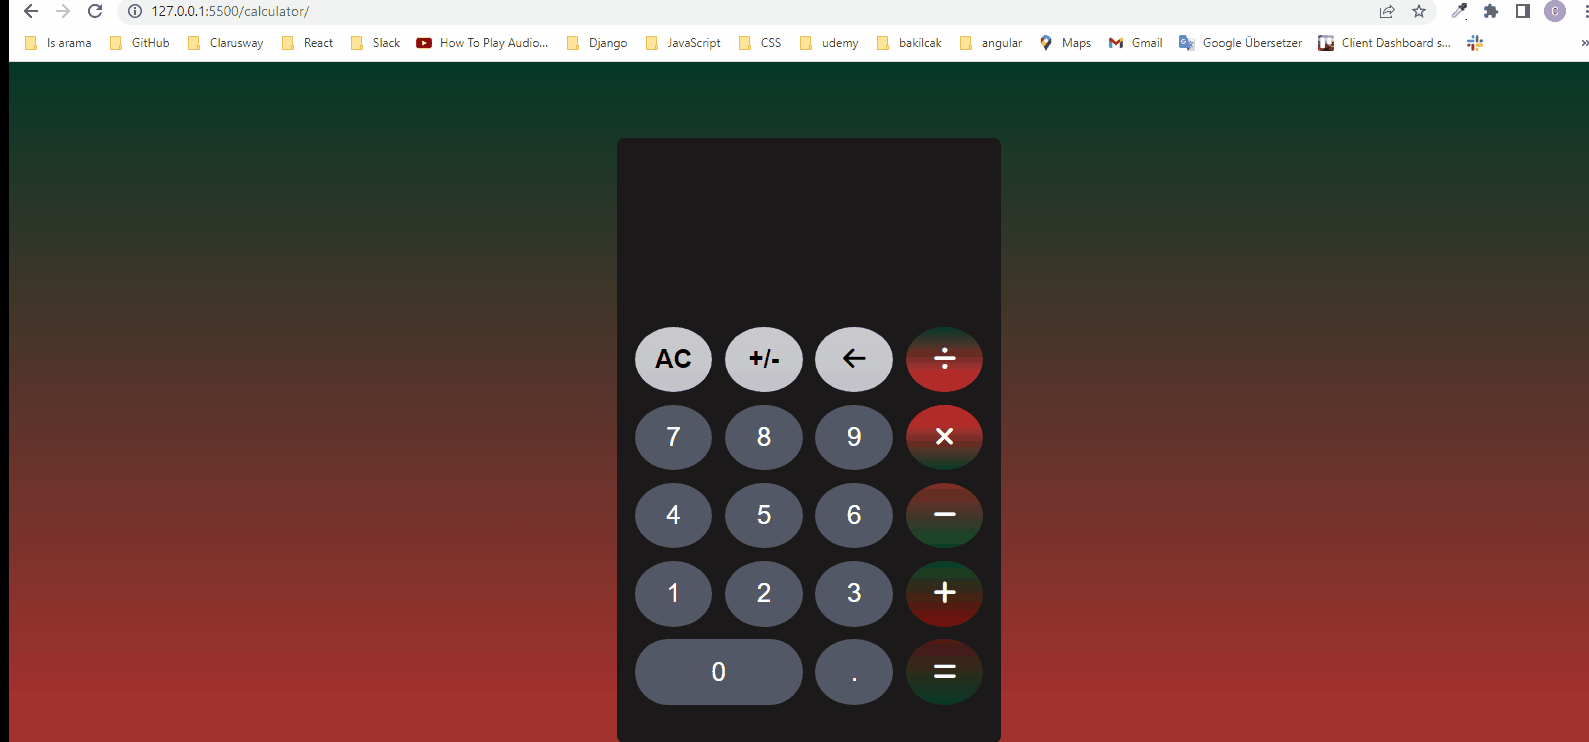 127.0.0.1:5500/calculator/
C
Is arama GitHub Clarusway React Slack How To Play Audio... Django JavaScript CSS udemy bakilcak angular Maps Gmail Google Übersetzer Client Dashboard s... »
AC +/- ← ÷
7 8 9 ×
4 5 6 −
1 2 3 +
0 . =